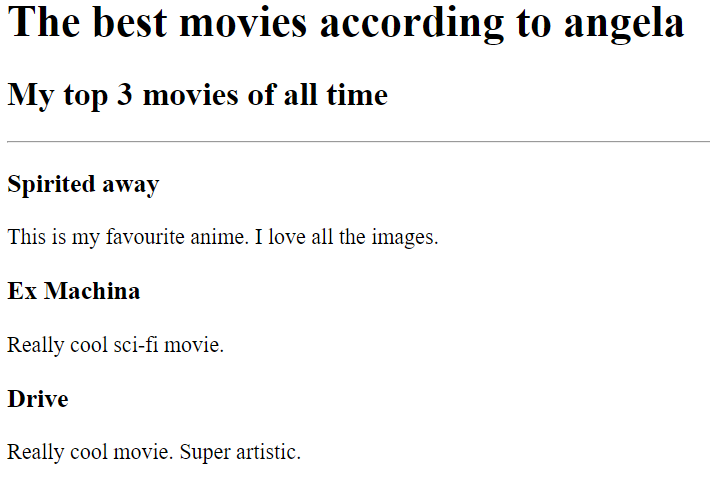 The best movies according to angela
My top 3 movies of all time
Spirited away
This is my favourite anime. I love all the images.
Ex Machina
Really cool sci-fi movie.
Drive
Really cool movie. Super artistic.